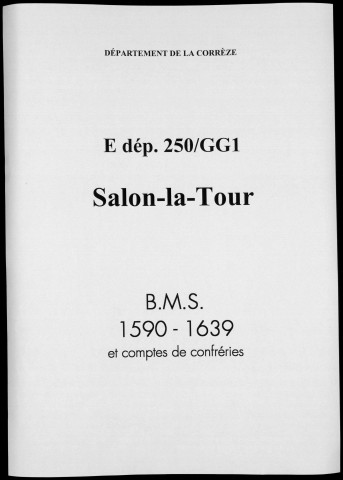 DÉPARTEMENT DE LA CORRÈZE
E dép. 250/GG1
Salon-la-Tour
B.M.S.
1590 - 1639
et comptes de confréries